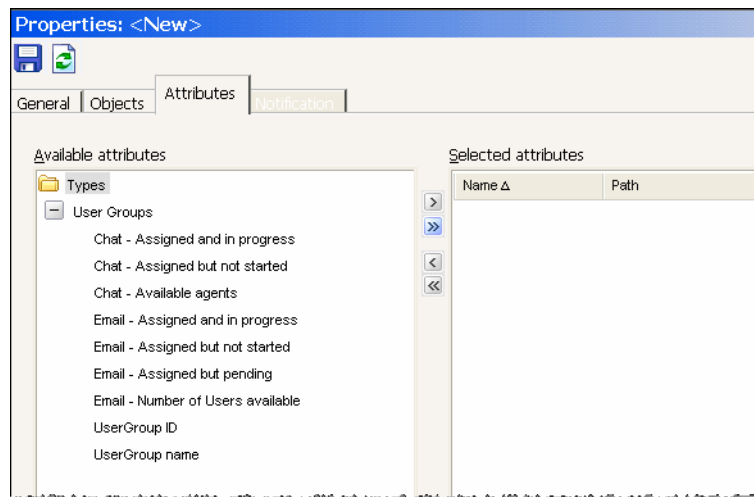 Properties: <New>
General Objects Attributes Notification
Available attributes
Selected attributes
Types
Name Path
User Groups
Chat - Assigned and in progress
Chat - Assigned but not started
Chat - Available agents
Email - Assigned and in progress
Email - Assigned but not started
Email - Assigned but pending
Email - Number of Users available
UserGroup ID
UserGroup name